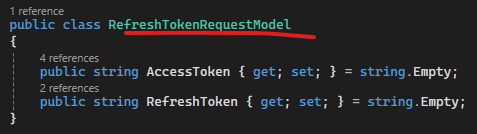 1 reference
public class RefreshTokenRequestModel
{
4 references
public string AccessToken { get; set; } = string.Empty;
2 references
public string RefreshToken { get; set; } = string.Empty;
}